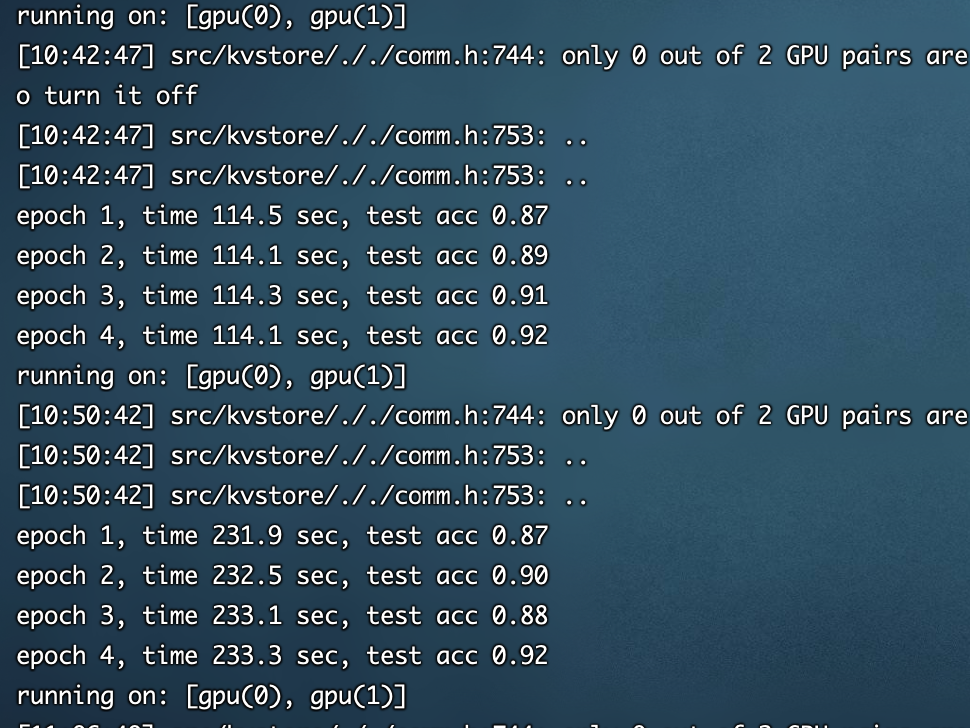 running on: [gpu(0), gpu(1)]
[10:42:47] src/kvstore/././comm.h:744: only 0 out of 2 GPU pairs are
o turn it off
[10:42:47] src/kvstore/././comm.h:753: ..
[10:42:47] src/kvstore/././comm.h:753: ..
epoch 1, time 114.5 sec, test acc 0.87
epoch 2, time 114.1 sec, test acc 0.89
epoch 3, time 114.3 sec, test acc 0.91
epoch 4, time 114.1 sec, test acc 0.92
running on: [gpu(0), gpu(1)]
[10:50:42] src/kvstore/././comm.h:744: only 0 out of 2 GPU pairs are
[10:50:42] src/kvstore/././comm.h:753: ..
[10:50:42] src/kvstore/././comm.h:753: ..
epoch 1, time 231.9 sec, test acc 0.87
epoch 2, time 232.5 sec, test acc 0.90
epoch 3, time 233.1 sec, test acc 0.88
epoch 4, time 233.3 sec, test acc 0.92
running on: [gpu(0), gpu(1)]